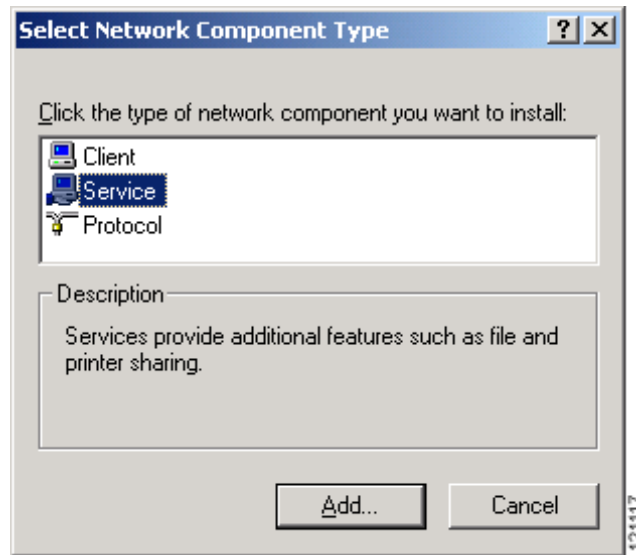 Select Network Component Type
Click the type of network component you want to install:
Client
Service
Protocol
Description
Services provide additional features such as file and
printer sharing.
Add...
Cancel
121117